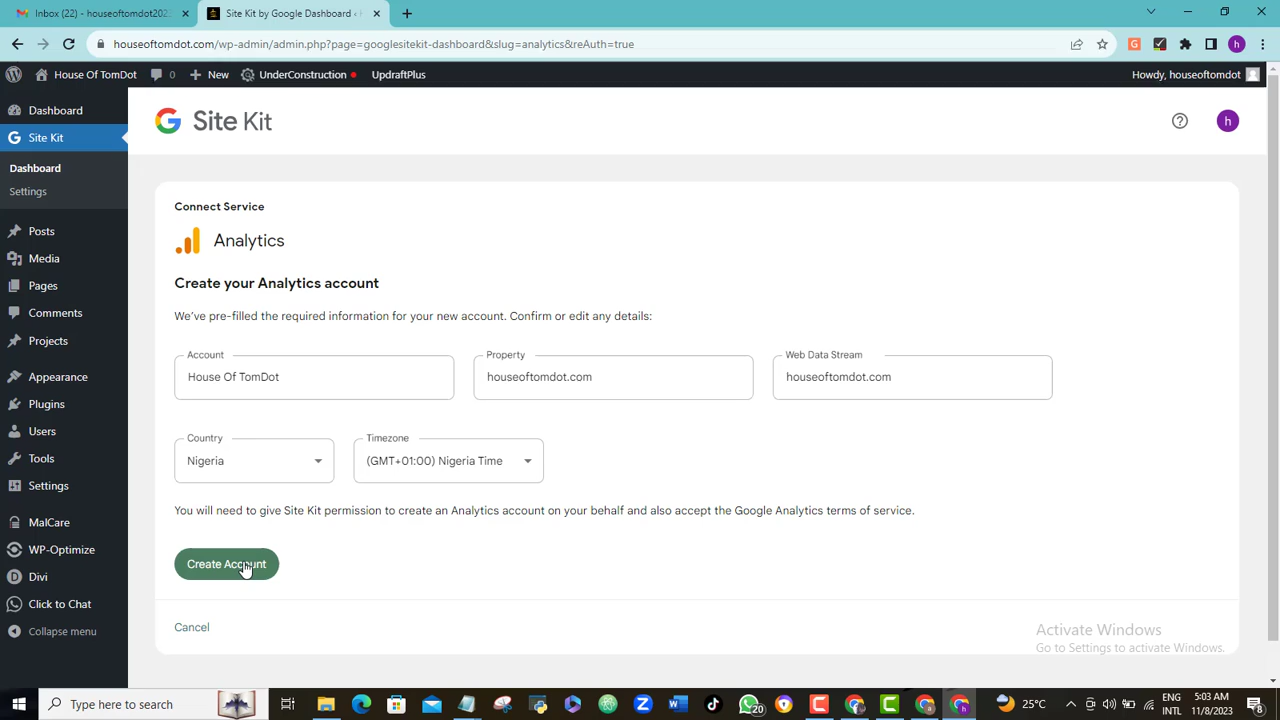 Inbox (22) - houseoftomdot202
Site Kit by Google Dashboard ‹
houseoftomdot.com/wp-admin/admin.php?page=googlesitekit-dashboard&slug=analytics&reAuth=true
G
h
House Of TomDot
0
New
UnderConstruction
UpdraftPlus
Howdy, houseoftomdot
Dashboard
Site Kit
Dashboard
Settings
Posts
Media
Pages
Comments
Projects
Appearance
Plugins
Users
Tools
Settings
MalCare
WP-Optimize
Divi
Click to Chat
Collapse menu
Site Kit
h
Connect Service
Analytics
Create your Analytics account
We've pre-filled the required information for your new account. Confirm or edit any details:
Account
House Of TomDot
Property
houseoftomdot.com
Web Data Stream
houseoftomdot.com
Country
Nigeria
Timezone
(GMT+01:00) Nigeria Time
You will need to give Site Kit permission to create an Analytics account on your behalf and also accept the Google Analytics terms of service.
Create Account
Cancel
Activate Windows
Go to Settings to activate Windows.
Type here to search
20
25°C
ENG
INTL
5:03 AM
11/8/2023